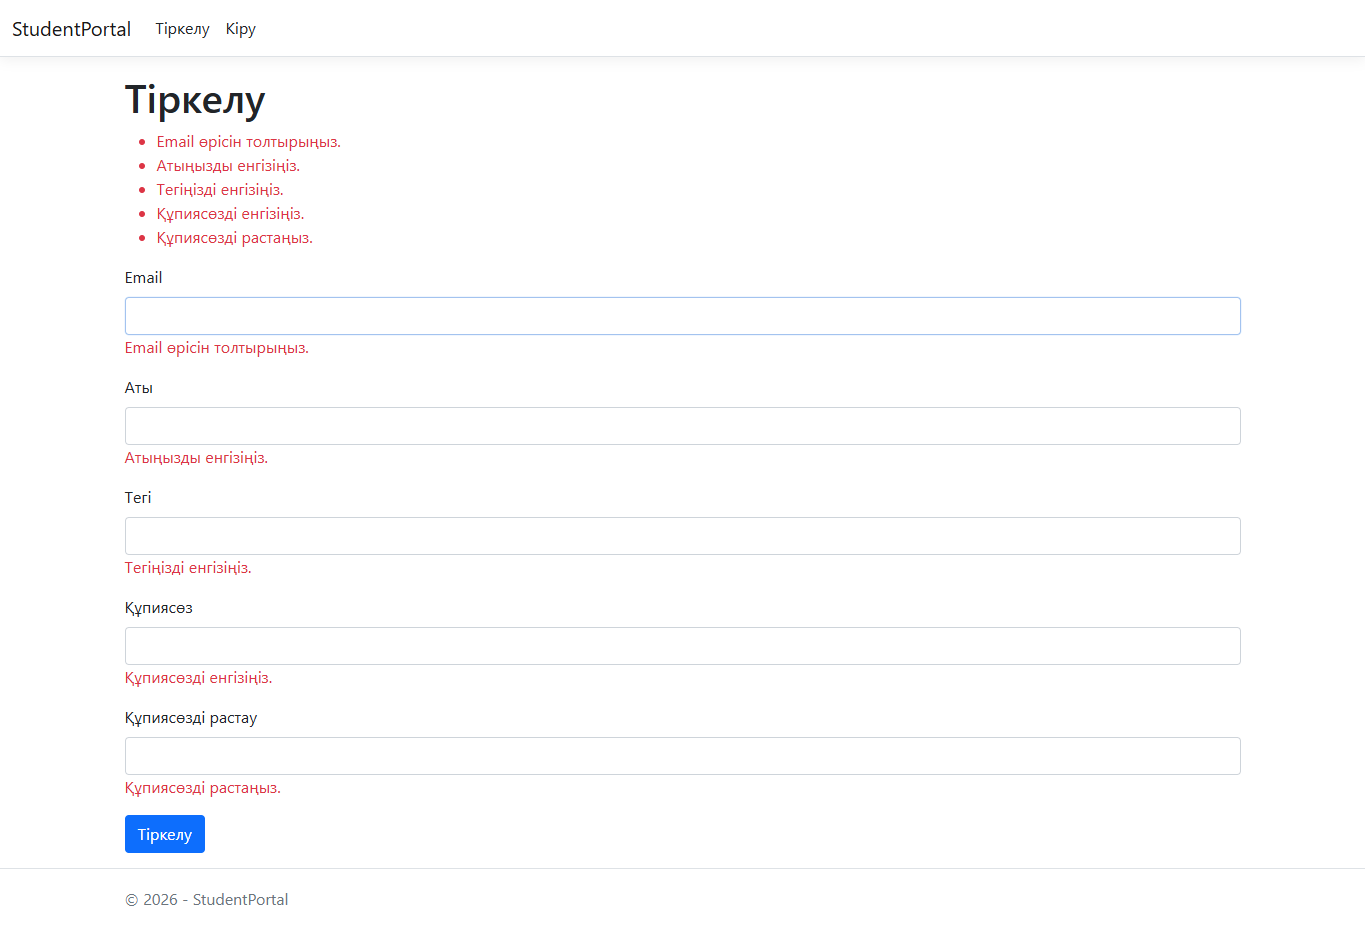 StudentPortal Тіркелу Кіру
Тіркелу
Email өрісін толтырыңыз.
Атыңызды енгізіңіз.
Тегіңізді енгізіңіз.
Құпиясөзді енгізіңіз.
Құпиясөзді растаңыз.
Email
Email өрісін толтырыңыз.
Аты
Атыңызды енгізіңіз.
Тегі
Тегіңізді енгізіңіз.
Құпиясөз
Құпиясөзді енгізіңіз.
Құпиясөзді растау
Құпиясөзді растаңыз.
Тіркелу
© 2026 - StudentPortal